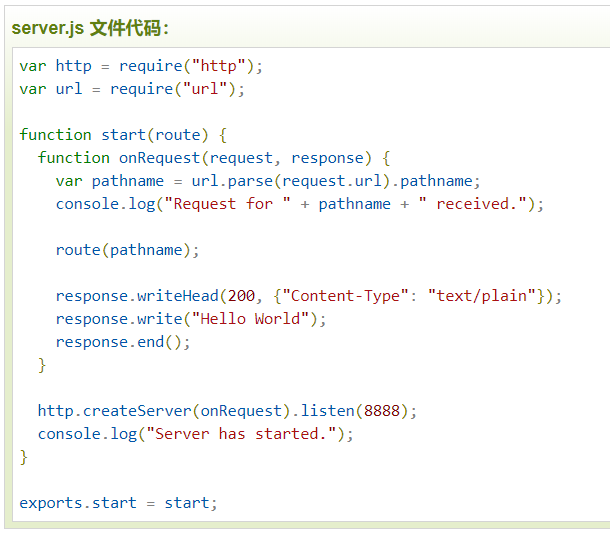 server.js 文件代码：
var http = require("http");
var url = require("url");

function start(route) {
  function onRequest(request, response) {
    var pathname = url.parse(request.url).pathname;
    console.log("Request for " + pathname + " received.");

    route(pathname);

    response.writeHead(200, {"Content-Type": "text/plain"});
    response.write("Hello World");
    response.end();
  }

  http.createServer(onRequest).listen(8888);
  console.log("Server has started.");
}

exports.start = start;